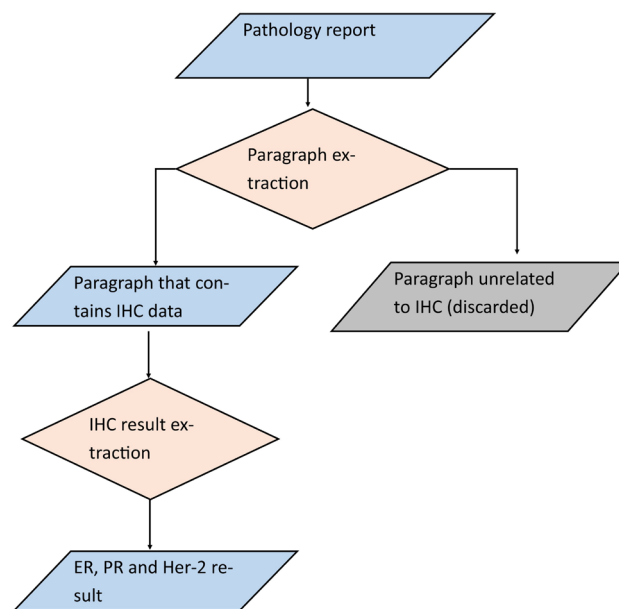 Pathology report
Paragraph ex-
traction
Paragraph that con-
tains IHC data
Paragraph unrelated
to IHC (discarded)
IHC result ex-
traction
ER, PR and Her-2 re-
sult